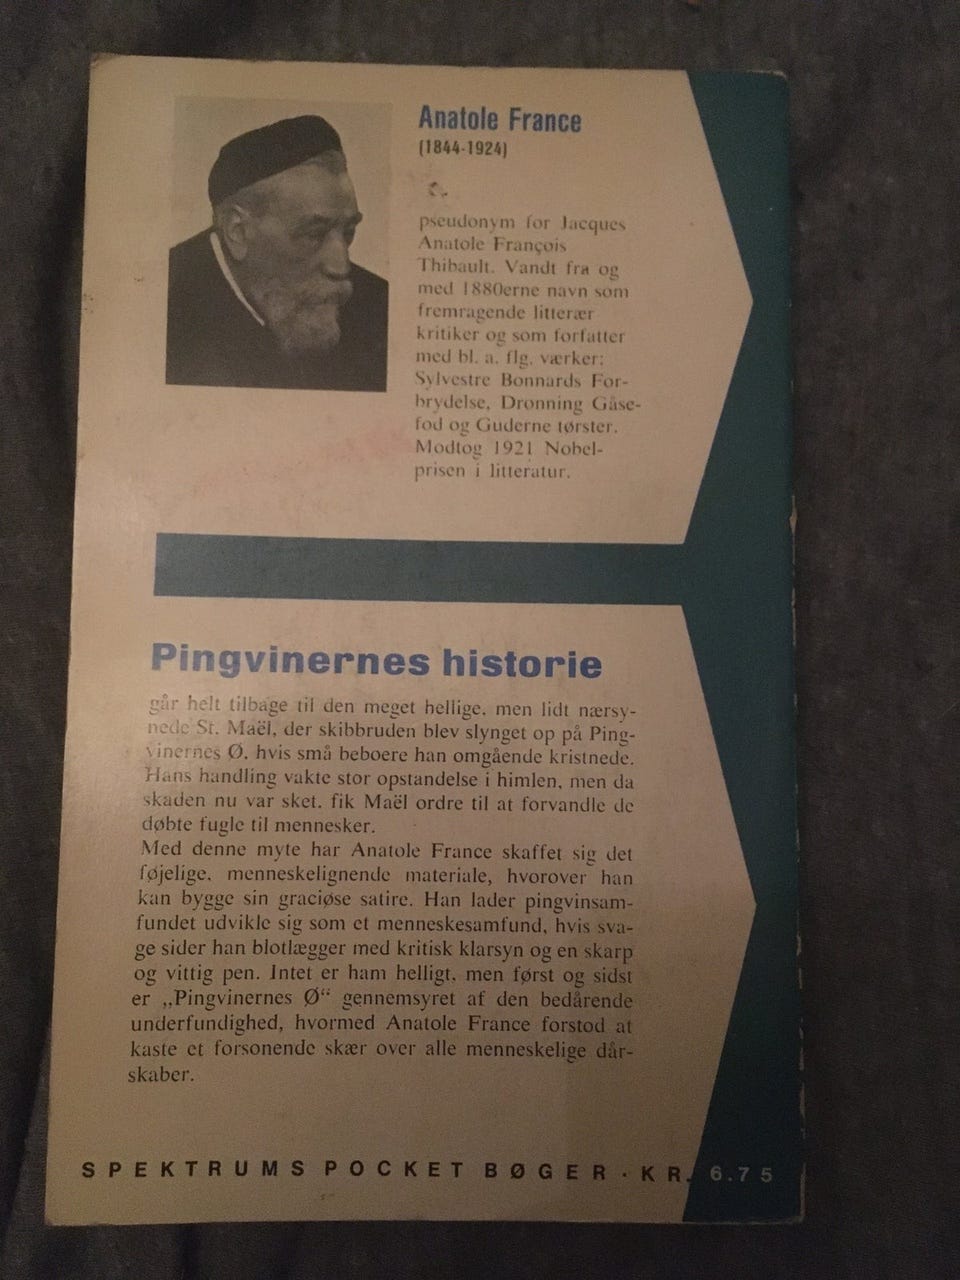 Anatole France
(1844-1924)
pseudonym for Jacques
Anatole François
Thibault. Vandt fra og
med 1880erne navn som
fremragende litterær
kritiker og som forfatter
med bl. a. flg. værker:
Sylvestre Bonnards For-
brydelse, Dronning Gåse-
fod og Guderne tørster.
Modtog 1921 Nobel-
prisen i litteratur.
Pingvinernes historie
går helt tilbage til den meget hellige, men lidt nærsy-
nede St. Maël, der skibbruden blev slynget op på Ping-
vinernes Ø, hvis små beboere han omgående kristnede.
Hans handling vakte stor opstandelse i himlen, men da
skaden nu var sket, fik Maël ordre til at forvandle de
døbte fugle til mennesker.
Med denne myte har Anatole France skaffet sig det
føjelige, menneskelignende materiale, hvorover han
kan bygge sin graciøse satire. Han lader pingvinsam-
fundet udvikle sig som et menneskesamfund, hvis sva-
ge sider han blotlægger med kritisk klarsyn og en skarp
og vittig pen. Intet er ham helligt, men først og sidst
er „Pingvinernes Ø“ gennemsyret af den bedårende
underfundighed, hvormed Anatole France forstod at
kaste et forsonende skær over alle menneskelige dår-
skaber.
SPEKTRUMS POCKET BØGER · KR. 6.75